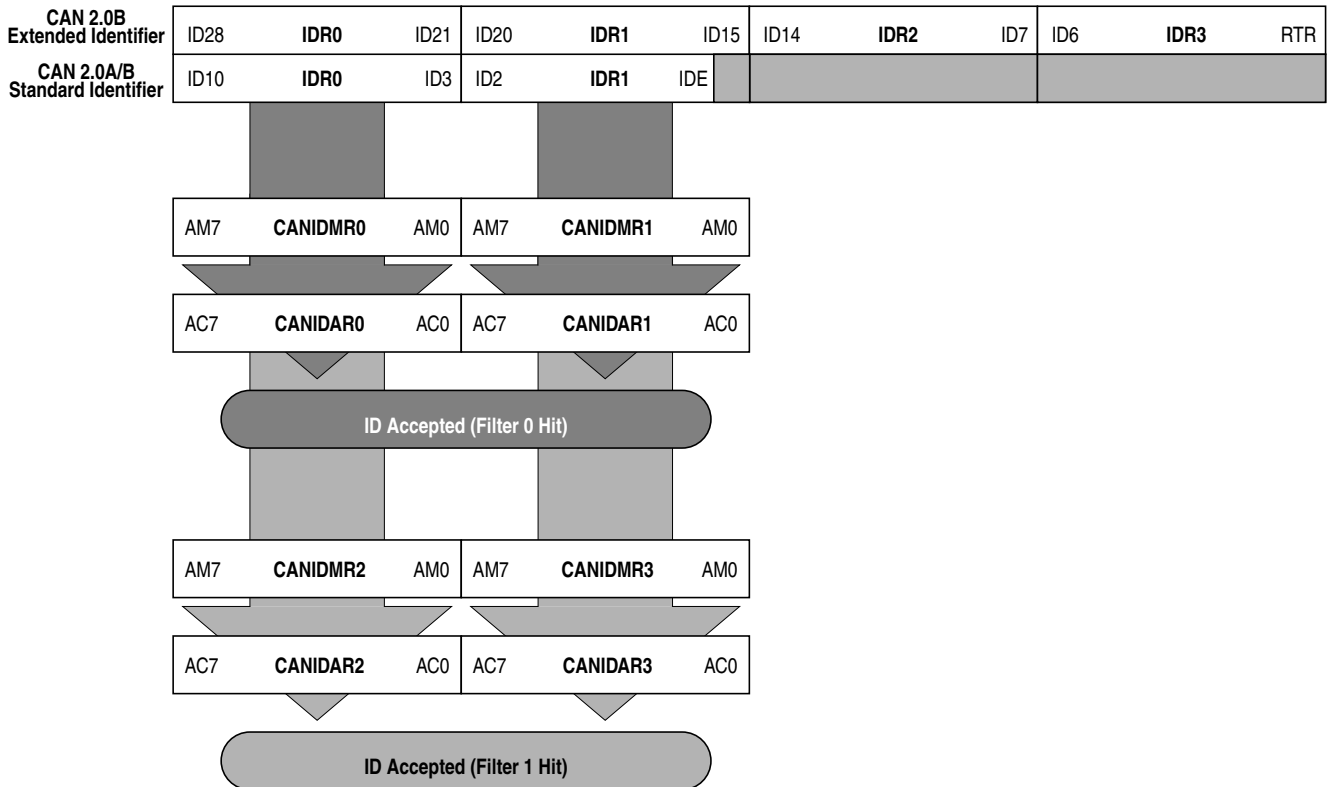 CAN 2.0B
Extended Identifier
ID28 IDR0 ID21 ID20 IDR1 ID15 ID14 IDR2 ID7 ID6 IDR3 RTR
CAN 2.0A/B
Standard Identifier
ID10 IDR0 ID3 ID2 IDR1 IDE
AM7 CANIDMR0 AM0 AM7 CANIDMR1 AM0
AC7 CANIDAR0 AC0 AC7 CANIDAR1 AC0
ID Accepted (Filter 0 Hit)
AM7 CANIDMR2 AM0 AM7 CANIDMR3 AM0
AC7 CANIDAR2 AC0 AC7 CANIDAR3 AC0
ID Accepted (Filter 1 Hit)